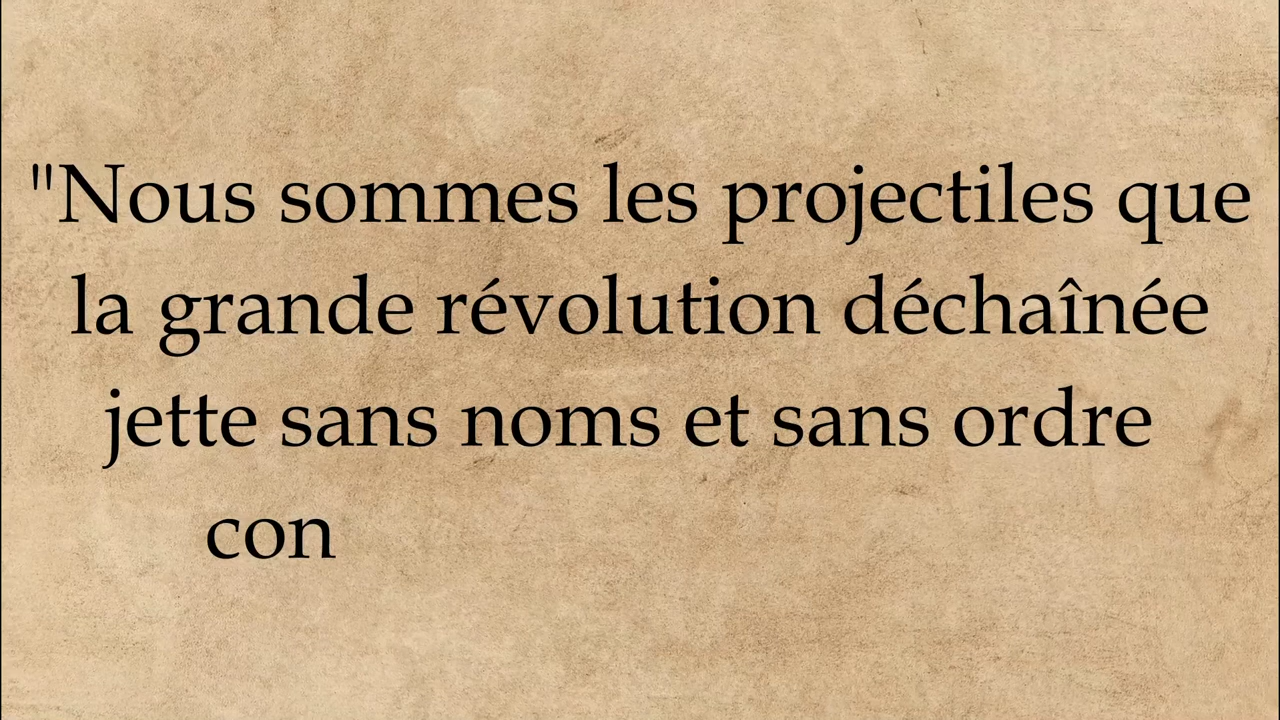 "Nous sommes les projectiles que
la grande révolution déchaînée
jette sans noms et sans ordre
con